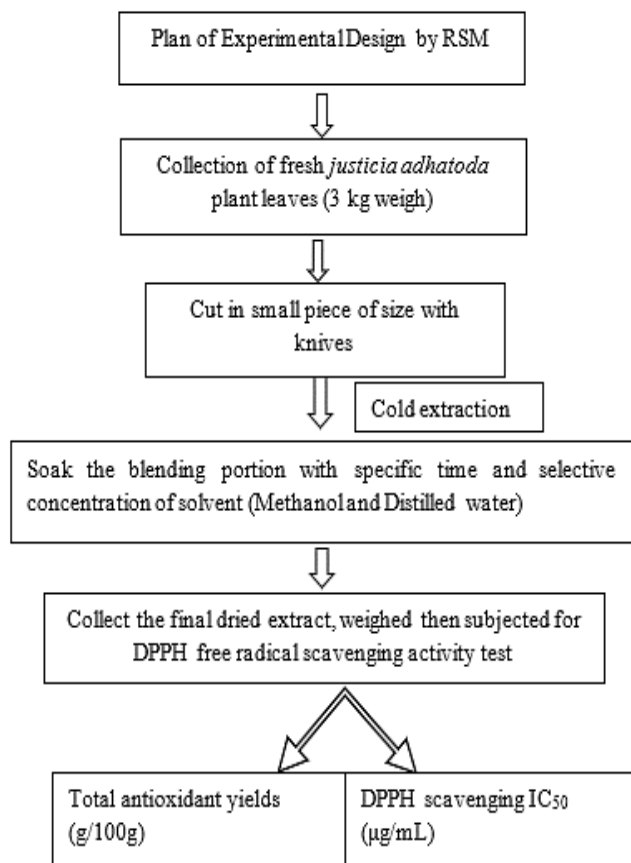 Plan of Experimental Design by RSM
Collection of fresh justicia adhatoda
plant leaves (3 kg weigh)
Cut in small piece of size with
knives
Cold extraction
Soak the blending portion with specific time and selective
concentration of solvent (Methanol and Distilled water)
Collect the final dried extract, weighed then subjected for
DPPH free radical scavenging activity test
Total antioxidant yields
(g/100g)
DPPH scavenging IC₅₀
(μg/mL)